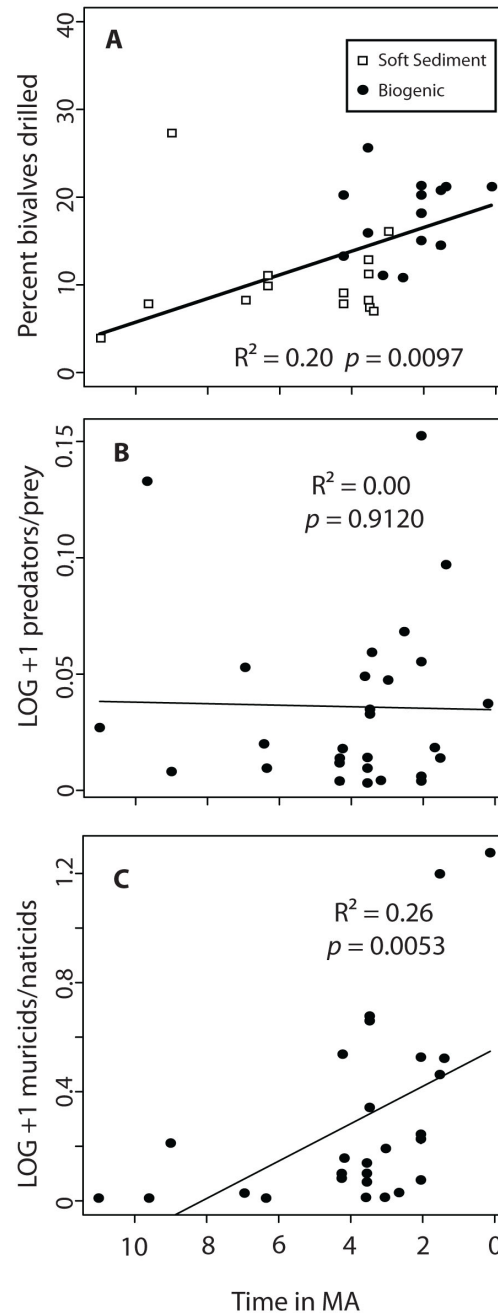 A
Soft Sediment
Biogenic
40
30
20
10
0
Percent bivalves drilled
R² = 0.20 p = 0.0097
B
R² = 0.00
p = 0.9120
0.15
0.10
0.05
0
LOG +1 predators/prey
C
R² = 0.26
p = 0.0053
1.2
0.8
0.4
0
LOG +1 muricids/naticids
10 8 6 4 2 0
Time in MA